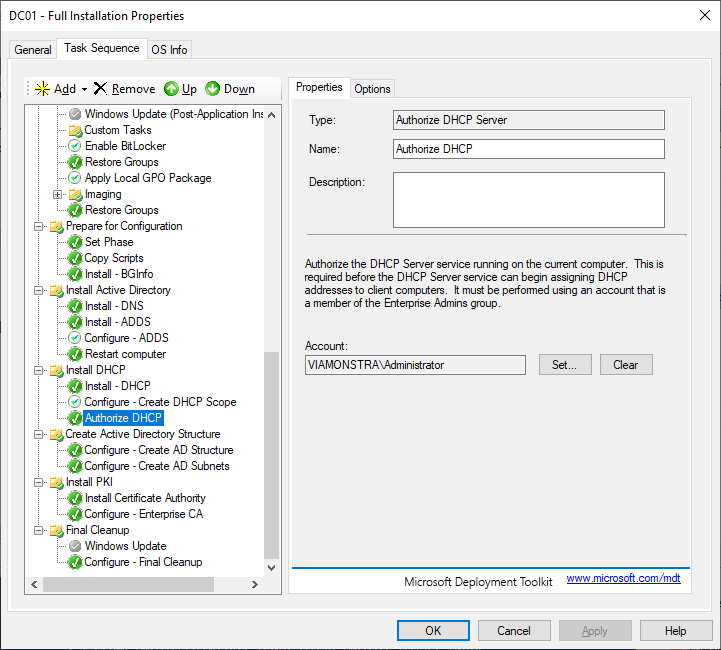 DC01 - Full Installation Properties
General
Task Sequence
OS Info
Add
Remove
Up
Down
Windows Update (Post-Application Ins
Custom Tasks
Enable BitLocker
Restore Groups
Apply Local GPO Package
Imaging
Restore Groups
Prepare for Configuration
Set Phase
Copy Scripts
Install - BGInfo
Install Active Directory
Install - DNS
Install - ADDS
Configure - ADDS
Restart computer
Install DHCP
Install - DHCP
Configure - Create DHCP Scope
Authorize DHCP
Create Active Directory Structure
Configure - Create AD Structure
Configure - Create AD Subnets
Install PKI
Install Certificate Authority
Configure - Enterprise CA
Final Cleanup
Windows Update
Configure - Final Cleanup
Properties
Options
Type:
Authorize DHCP Server
Name:
Authorize DHCP
Description:
Authorize the DHCP Server service running on the current computer. This is
required before the DHCP Server service can begin assigning DHCP
addresses to client computers. It must be performed using an account that is
a member of the Enterprise Admins group.
Account:
VIAMONSTRA\Administrator
Set...
Clear
Microsoft Deployment Toolkit
www.microsoft.com/mdt
OK
Cancel
Apply
Help